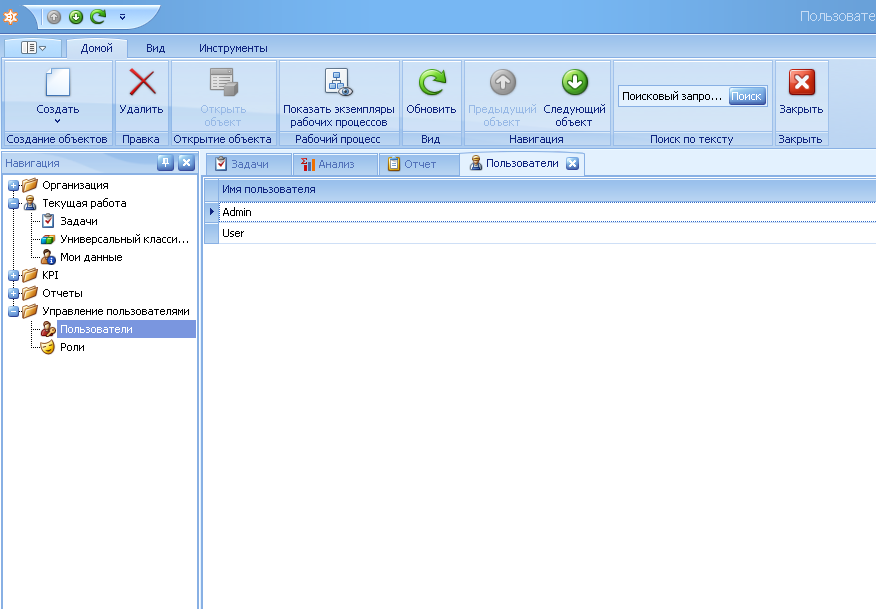 Пользовате
Домой Вид Инструменты
Создать
Удалить
Открыть
объект
Показать экземпляры
рабочих процессов
Обновить
Предыдущий
объект
Следующий
объект
Поисковый запро... Поиск
Закрыть
Создание объектов Правка Открытие объекта Рабочий процесс Вид Навигация Поиск по тексту Закрыть
Навигация
Задачи Анализ Отчет Пользователи
Организация
Текущая работа
Задачи
Универсальный класси...
Мои данные
KPI
Отчеты
Управление пользователями
Пользователи
Роли
Имя пользователя
Admin
User